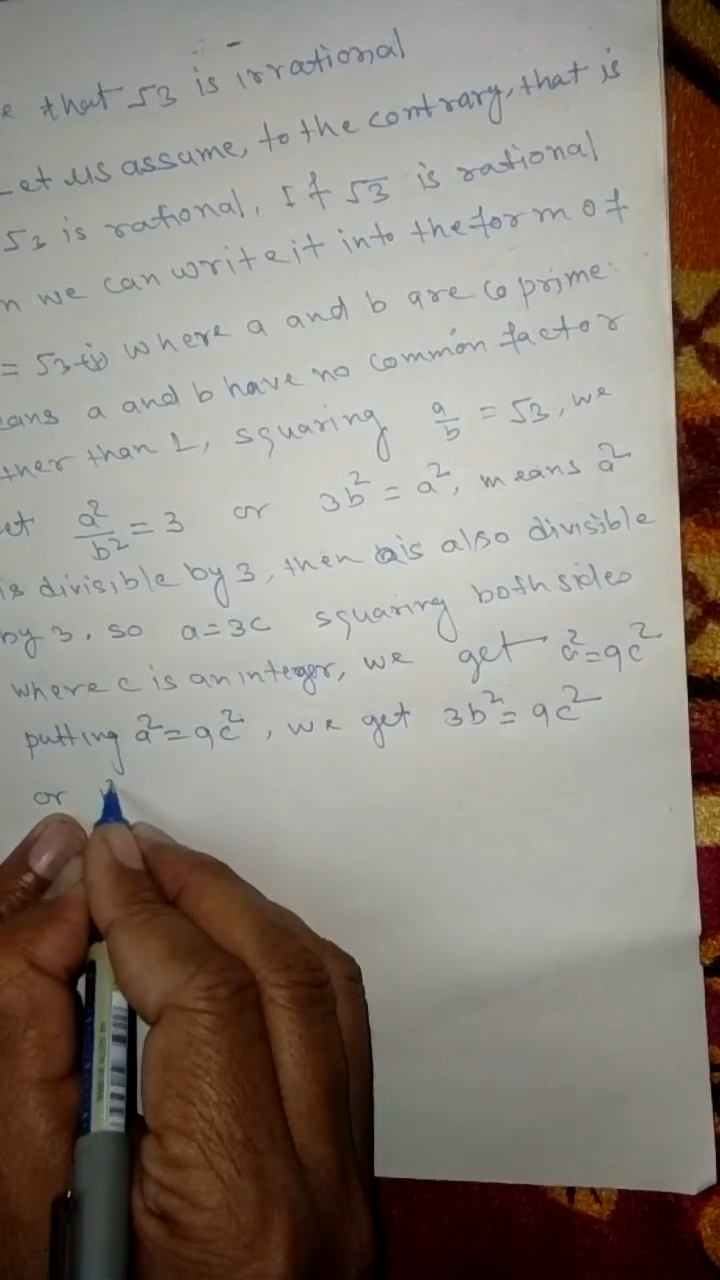 e that √3 is irrational
Let us assume, to the contrary, that is
√3 is rational, If √3 is rational
n we can write it into the form of
= √3 where a and b are coprime
eans a and b have no common factor
ther than 1, squaring a/b = √3, we
et a²/b² = 3 or 3b² = a², means a²
is divisible by 3, then a is also divisible
by 3. so a=3c squaring both sides
where c is an integer, we get a²=9c²
putting a²=9c², we get 3b²=9c²
or